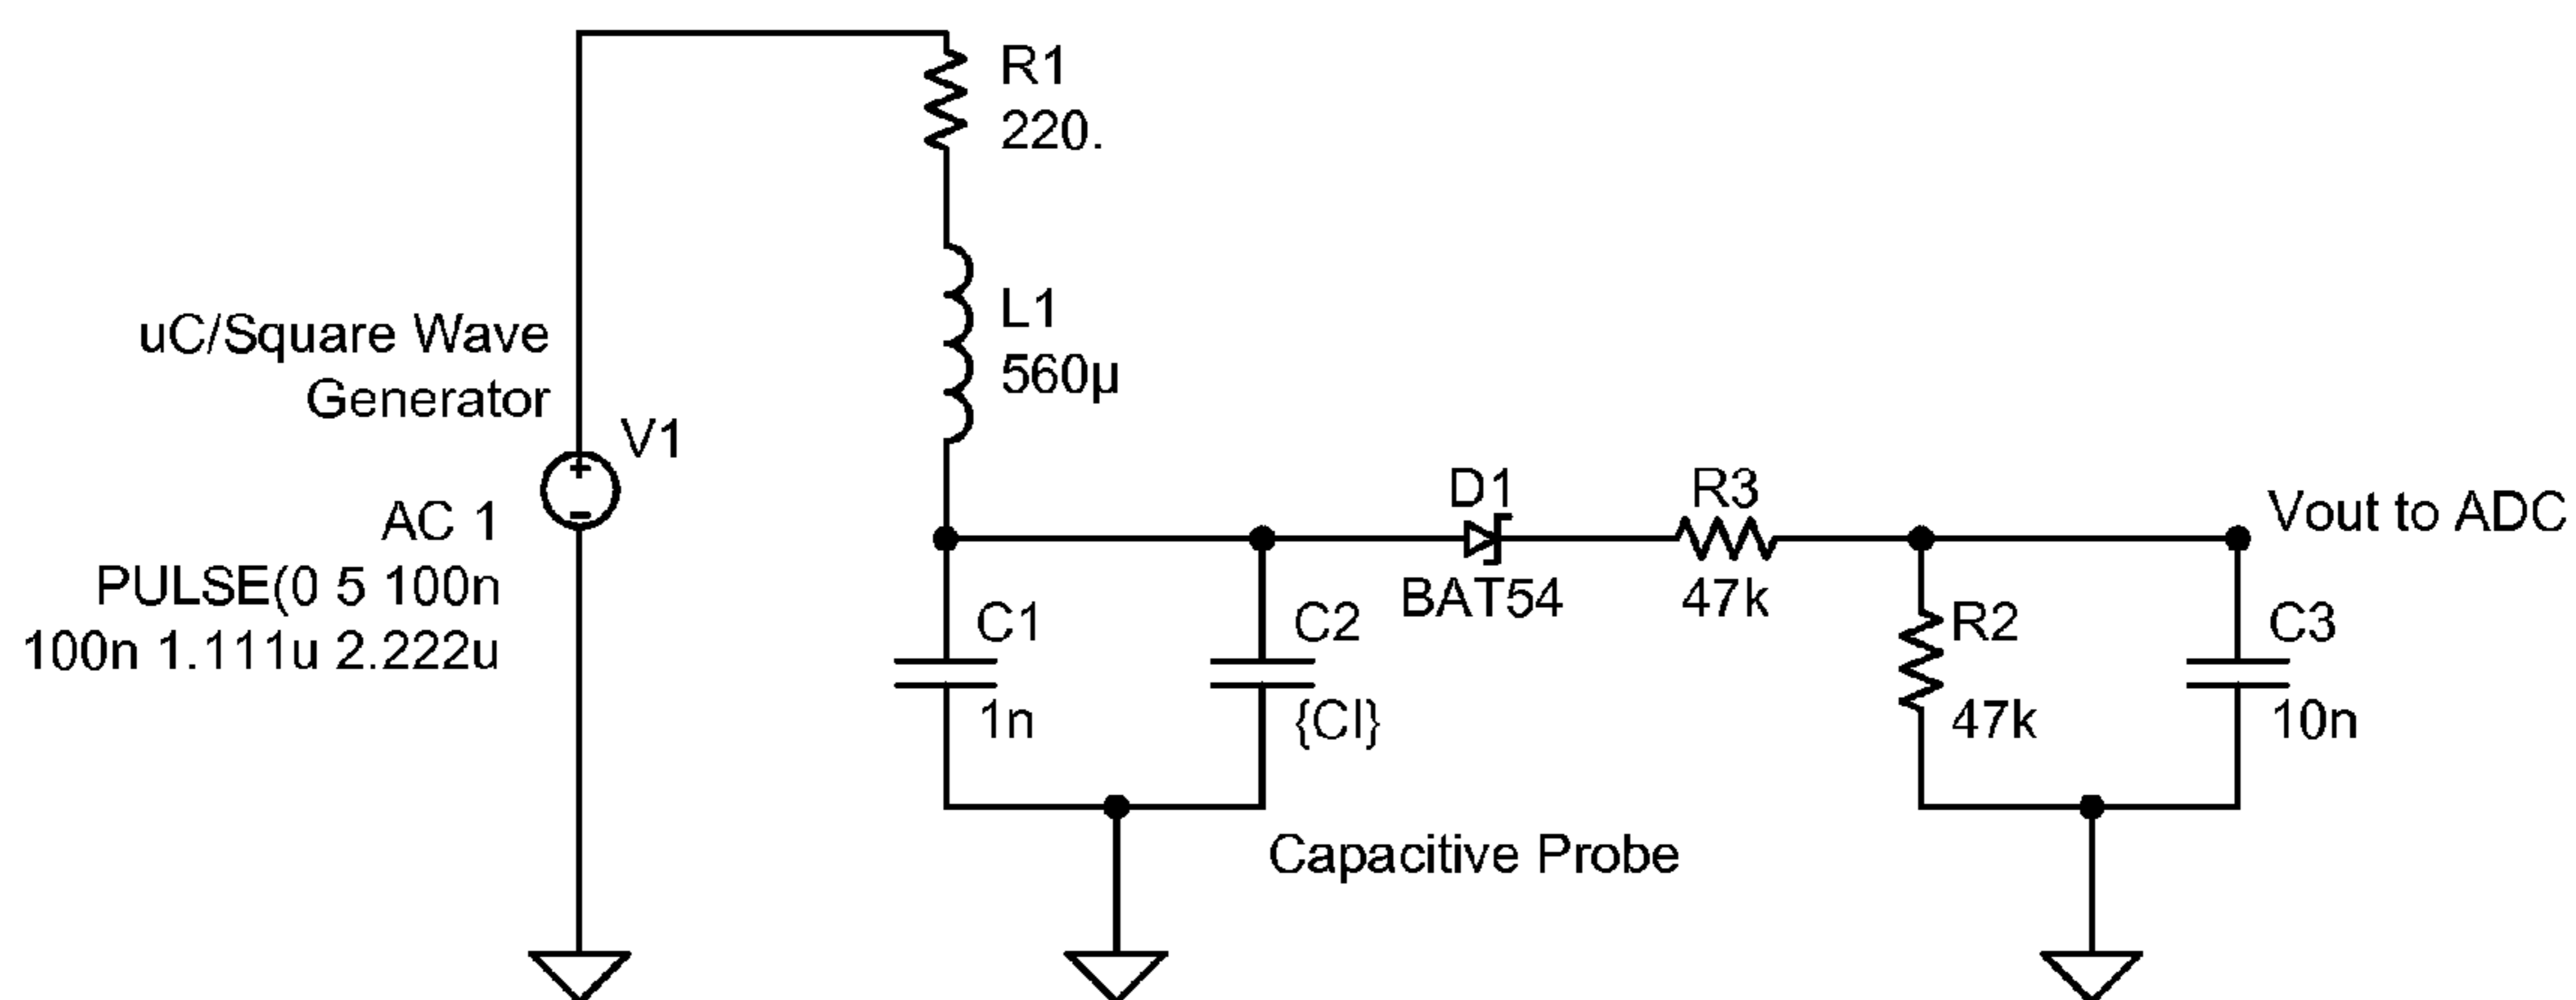 R1
220.
L1
560µ
uC/Square Wave
Generator
V1
AC 1
PULSE(0 5 100n
100n 1.111u 2.222u
D1
BAT54
R3
47k
Vout to ADC
C1
1n
C2
{Cl}
R2
47k
C3
10n
Capacitive Probe